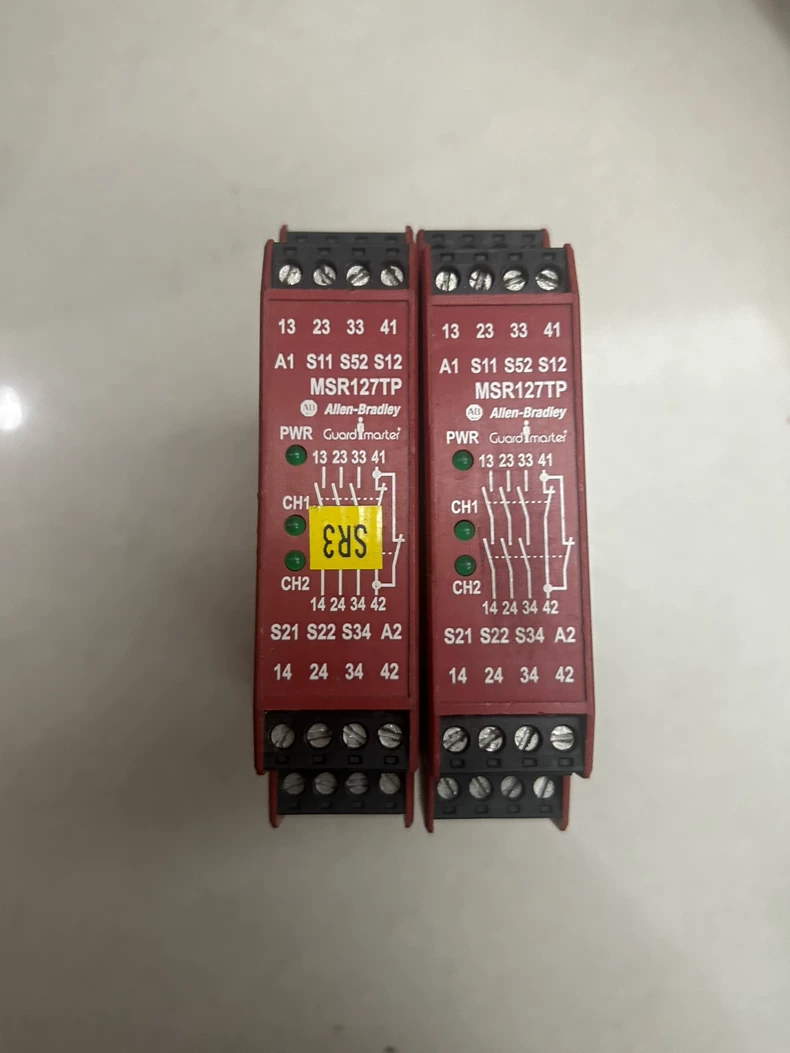 13 23 33 41
A1 S11 S52 S12
MSR127TP
AB Allen-Bradley
PWR Guardmaster
13 23 33 41
CH1
SR3
CH2
14 24 34 42
S21 S22 S34 A2
14 24 34 42
13 23 33 41
A1 S11 S52 S12
MSR127TP
AB Allen-Bradley
PWR Guardmaster
13 23 33 41
CH1
CH2
14 24 34 42
S21 S22 S34 A2
14 24 34 42